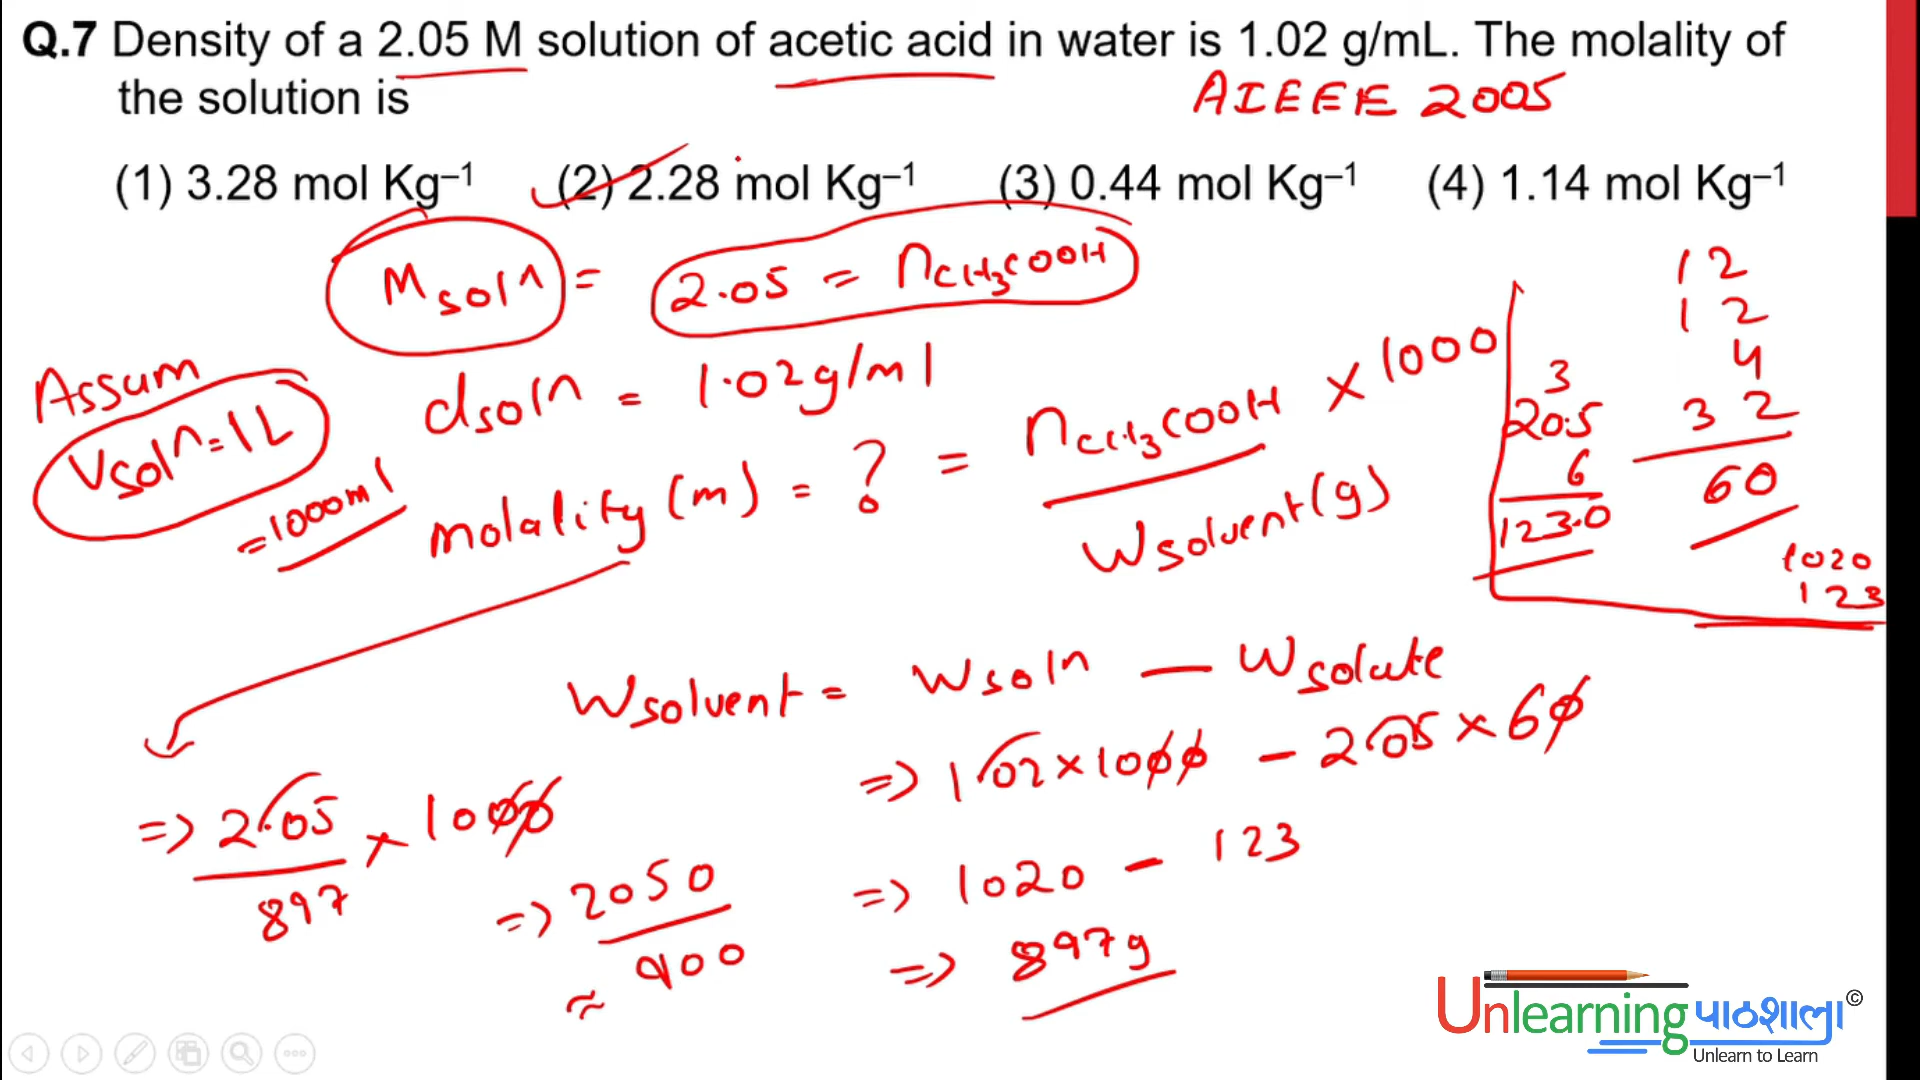 Q.7 Density of a 2.05 M solution of acetic acid in water is 1.02 g/mL. The molality of
the solution is
AIEEE 2005
(1) 3.28 mol Kg⁻¹ (2) 2.28 mol Kg⁻¹ (3) 0.44 mol Kg⁻¹ (4) 1.14 mol Kg⁻¹
Msoln = 2.05 = nCH3COOH
Assum
Vsoln=1L
=1000ml
dsoln = 1.02g/ml
molality (m) = ? = nCH3COOH × 1000
Wsolvent(g)
12
12
4
32
60
3
20.5
6
123.0
1020
123
Wsolvent = Wsoln — Wsolute
=> 1.02×1000 - 2.05×60
=> 1020 - 123
=> 897g
=> 2.05 × 1000
897
=> 2050
900
≈
Unlearning પાઠશાલા ©
Unlearn to Learn